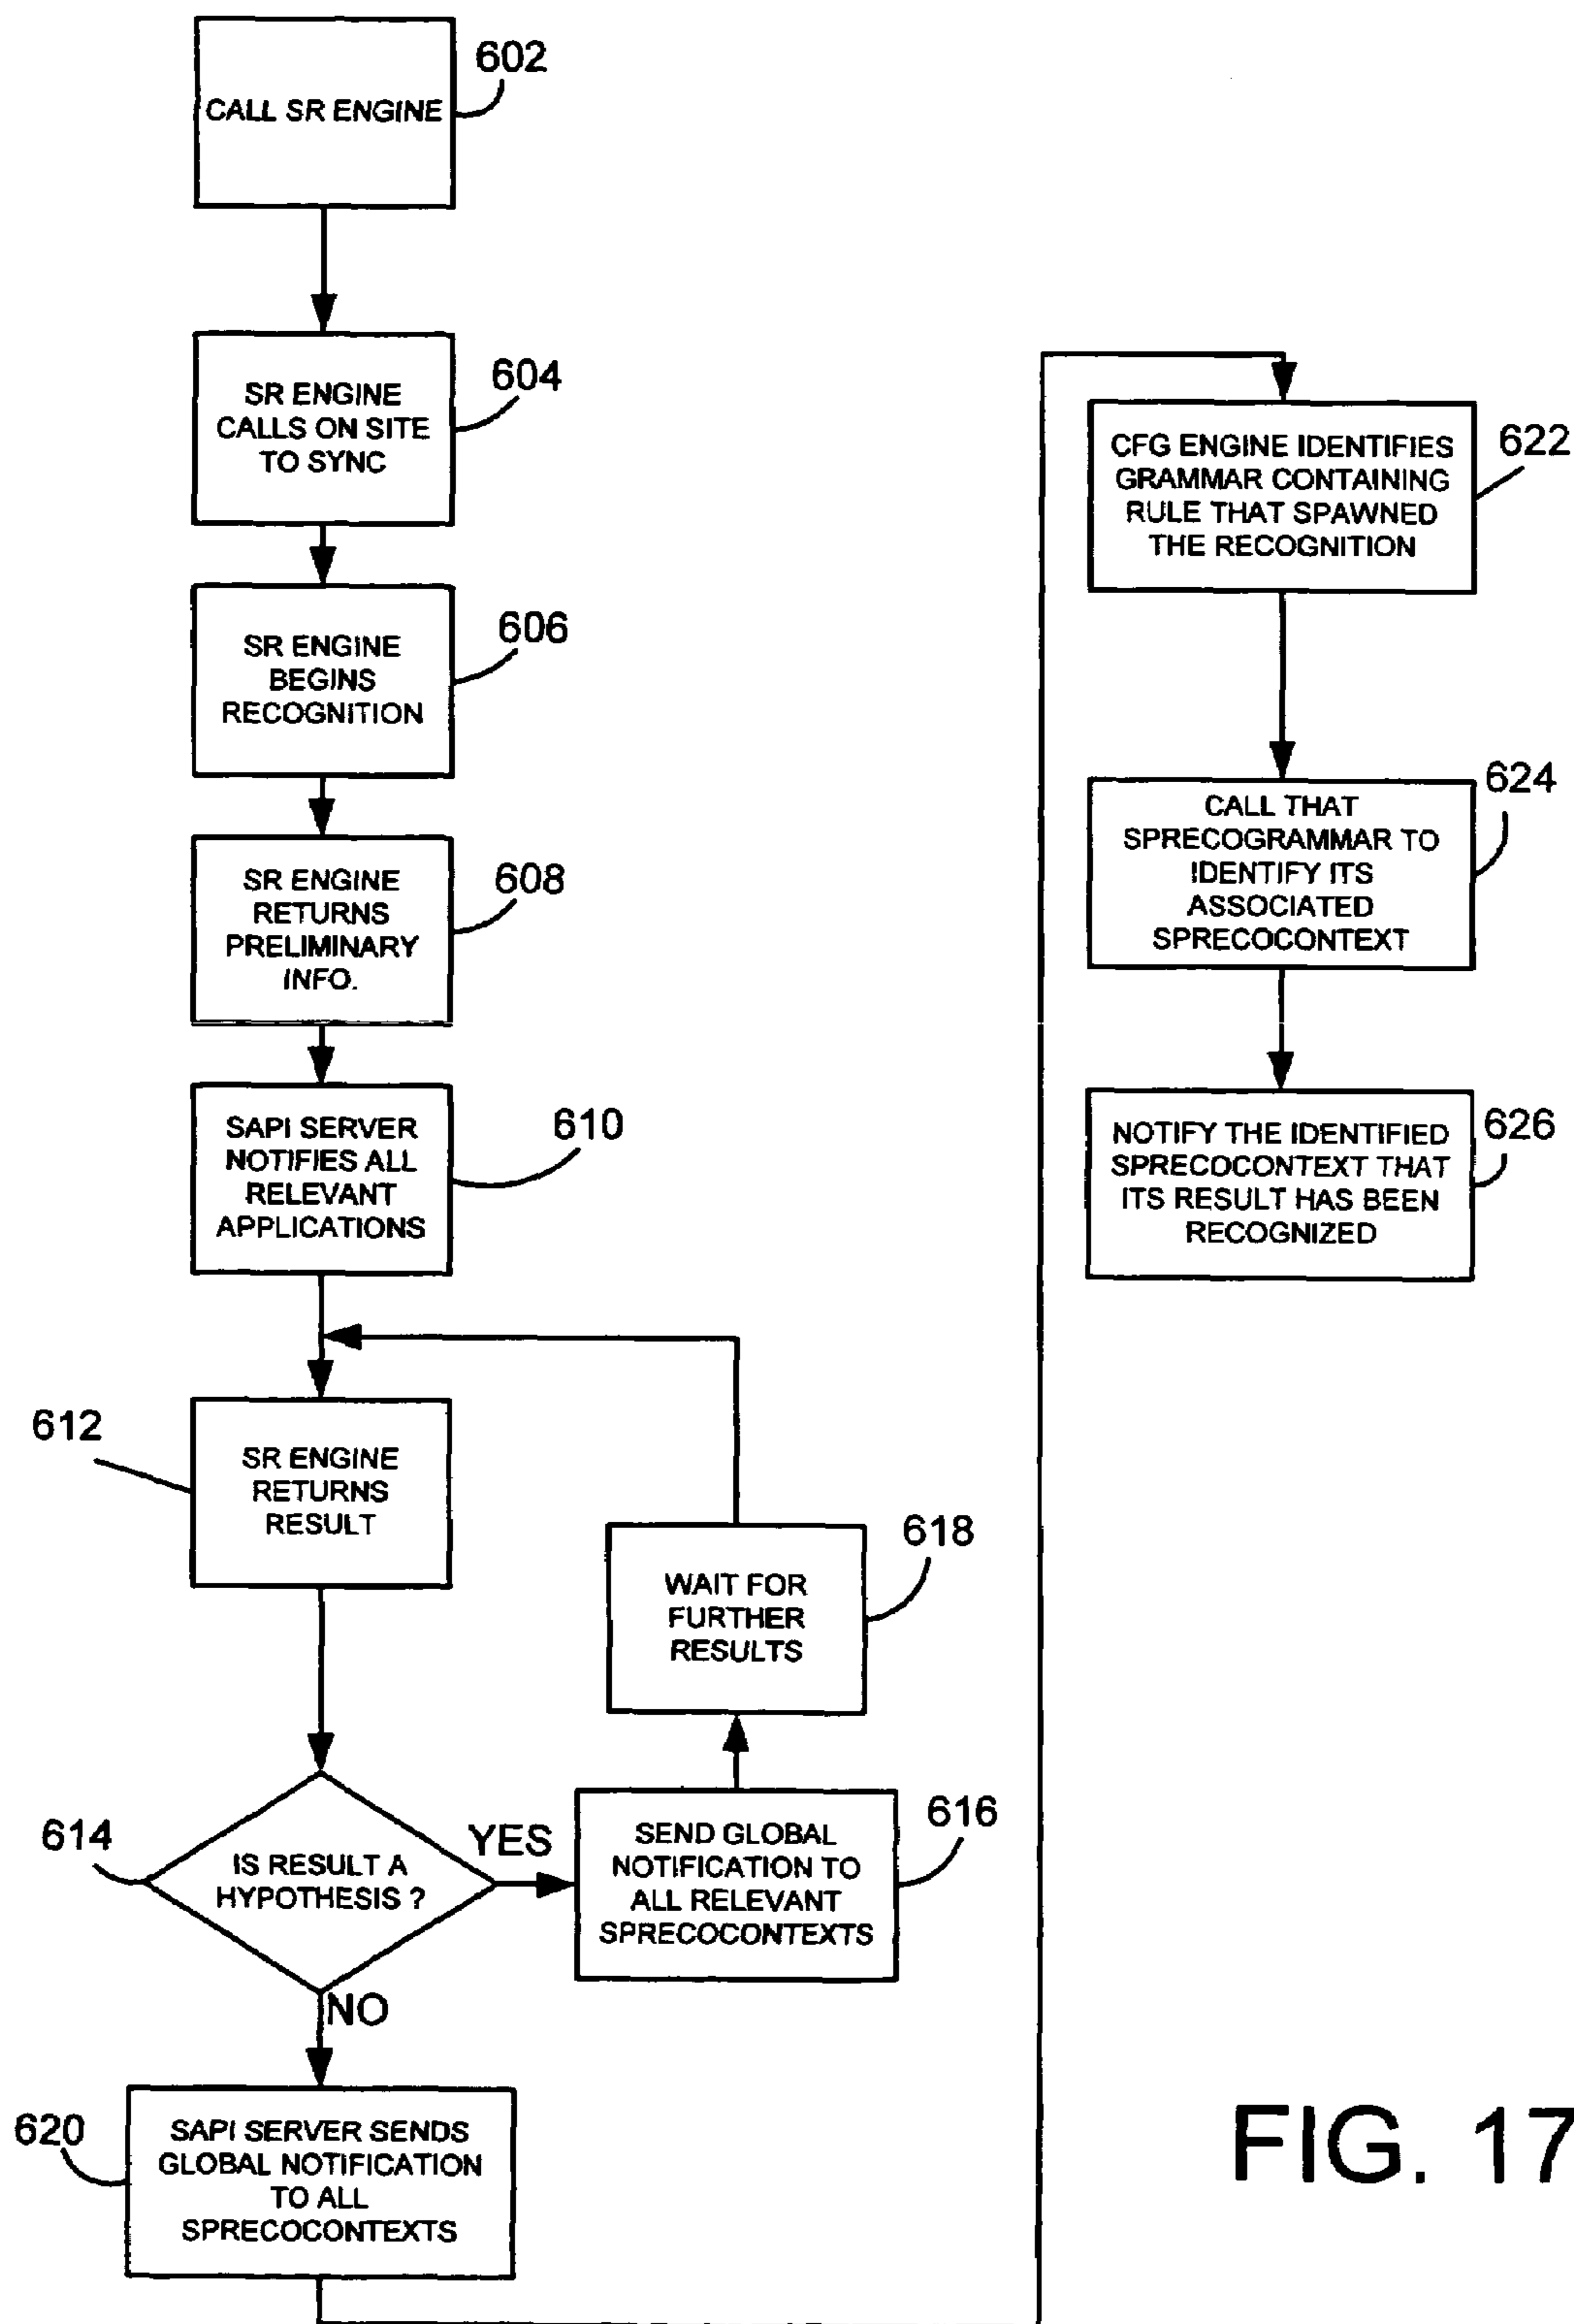 CALL SR ENGINE
602
SR ENGINE
CALLS ON SITE
TO SYNC
604
SR ENGINE
BEGINS
RECOGNITION
606
SR ENGINE
RETURNS
PRELIMINARY
INFO.
608
SAPI SERVER
NOTIFIES ALL
RELEVANT
APPLICATIONS
610
612
SR ENGINE
RETURNS
RESULT
614
IS RESULT A
HYPOTHESIS ?
YES
NO
SEND GLOBAL
NOTIFICATION TO
ALL RELEVANT
SPRECOCONTEXTS
616
WAIT FOR
FURTHER
RESULTS
618
620
SAPI SERVER SENDS
GLOBAL NOTIFICATION
TO ALL
SPRECOCONTEXTS
CFG ENGINE IDENTIFIES
GRAMMAR CONTAINING
RULE THAT SPAWNED
THE RECOGNITION
622
CALL THAT
SPRECOGRAMMAR TO
IDENTIFY ITS
ASSOCIATED
SPRECOCONTEXT
624
NOTIFY THE IDENTIFIED
SPRECOCONTEXT THAT
ITS RESULT HAS BEEN
RECOGNIZED
626
FIG. 17